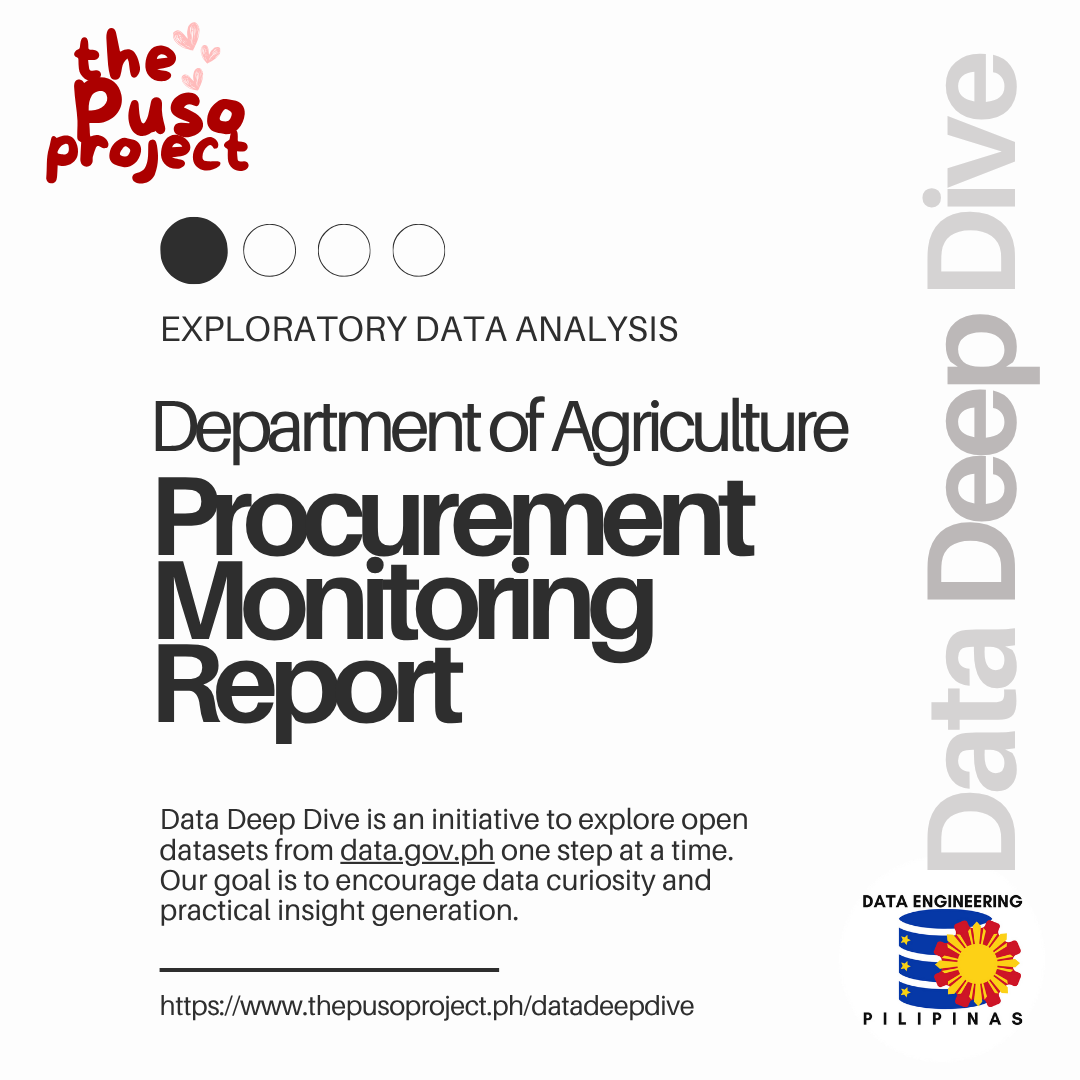 the
Puso
project
EXPLORATORY DATA ANALYSIS
Department of Agriculture
Procurement
Monitoring
Report
Data Deep Dive is an initiative to explore open
datasets from data.gov.ph one step at a time.
Our goal is to encourage data curiosity and
practical insight generation.
https://www.thepusoproject.ph/datadeepdive
Data Deep Dive
DATA ENGINEERING
PILIPINAS